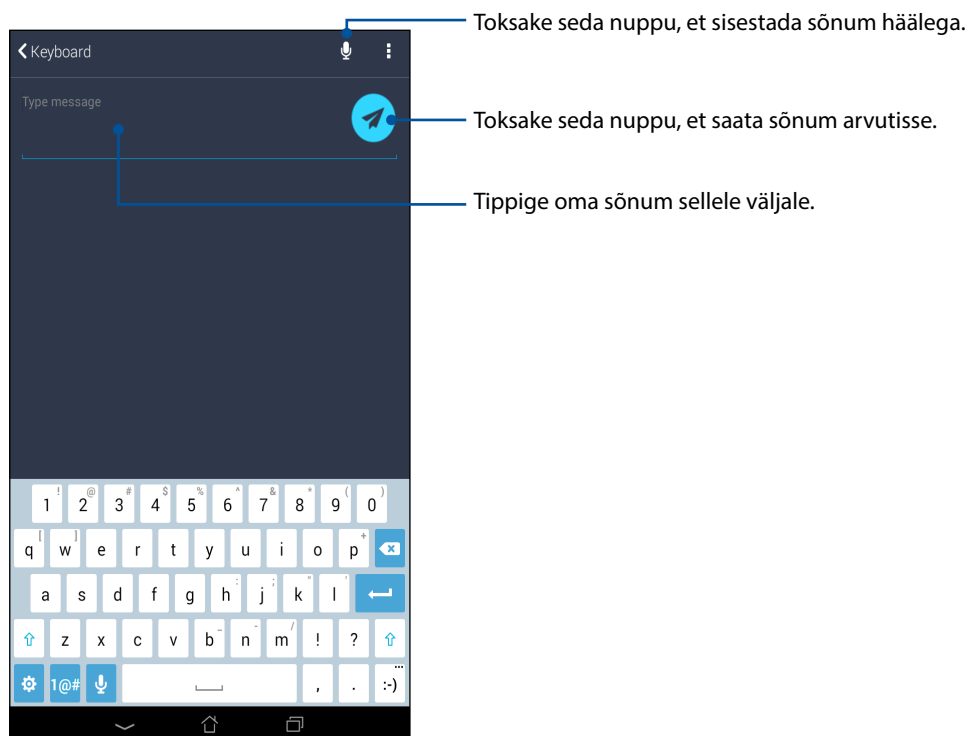 Toksake seda nuppu, et sisestada sõnum häälega.
Keyboard
Type message
Toksake seda nuppu, et saata sõnum arvutisse.
Tippige oma sõnum sellele väljale.
! @ # $ % ^ & * ( )
1 2 3 4 5 6 7 8 9 0
[ ] +
q w e r t y u i o p
: ; " '
a s d f g h j k l
_ - /
z x c v b n m ! ?
1@# , . ... :-)